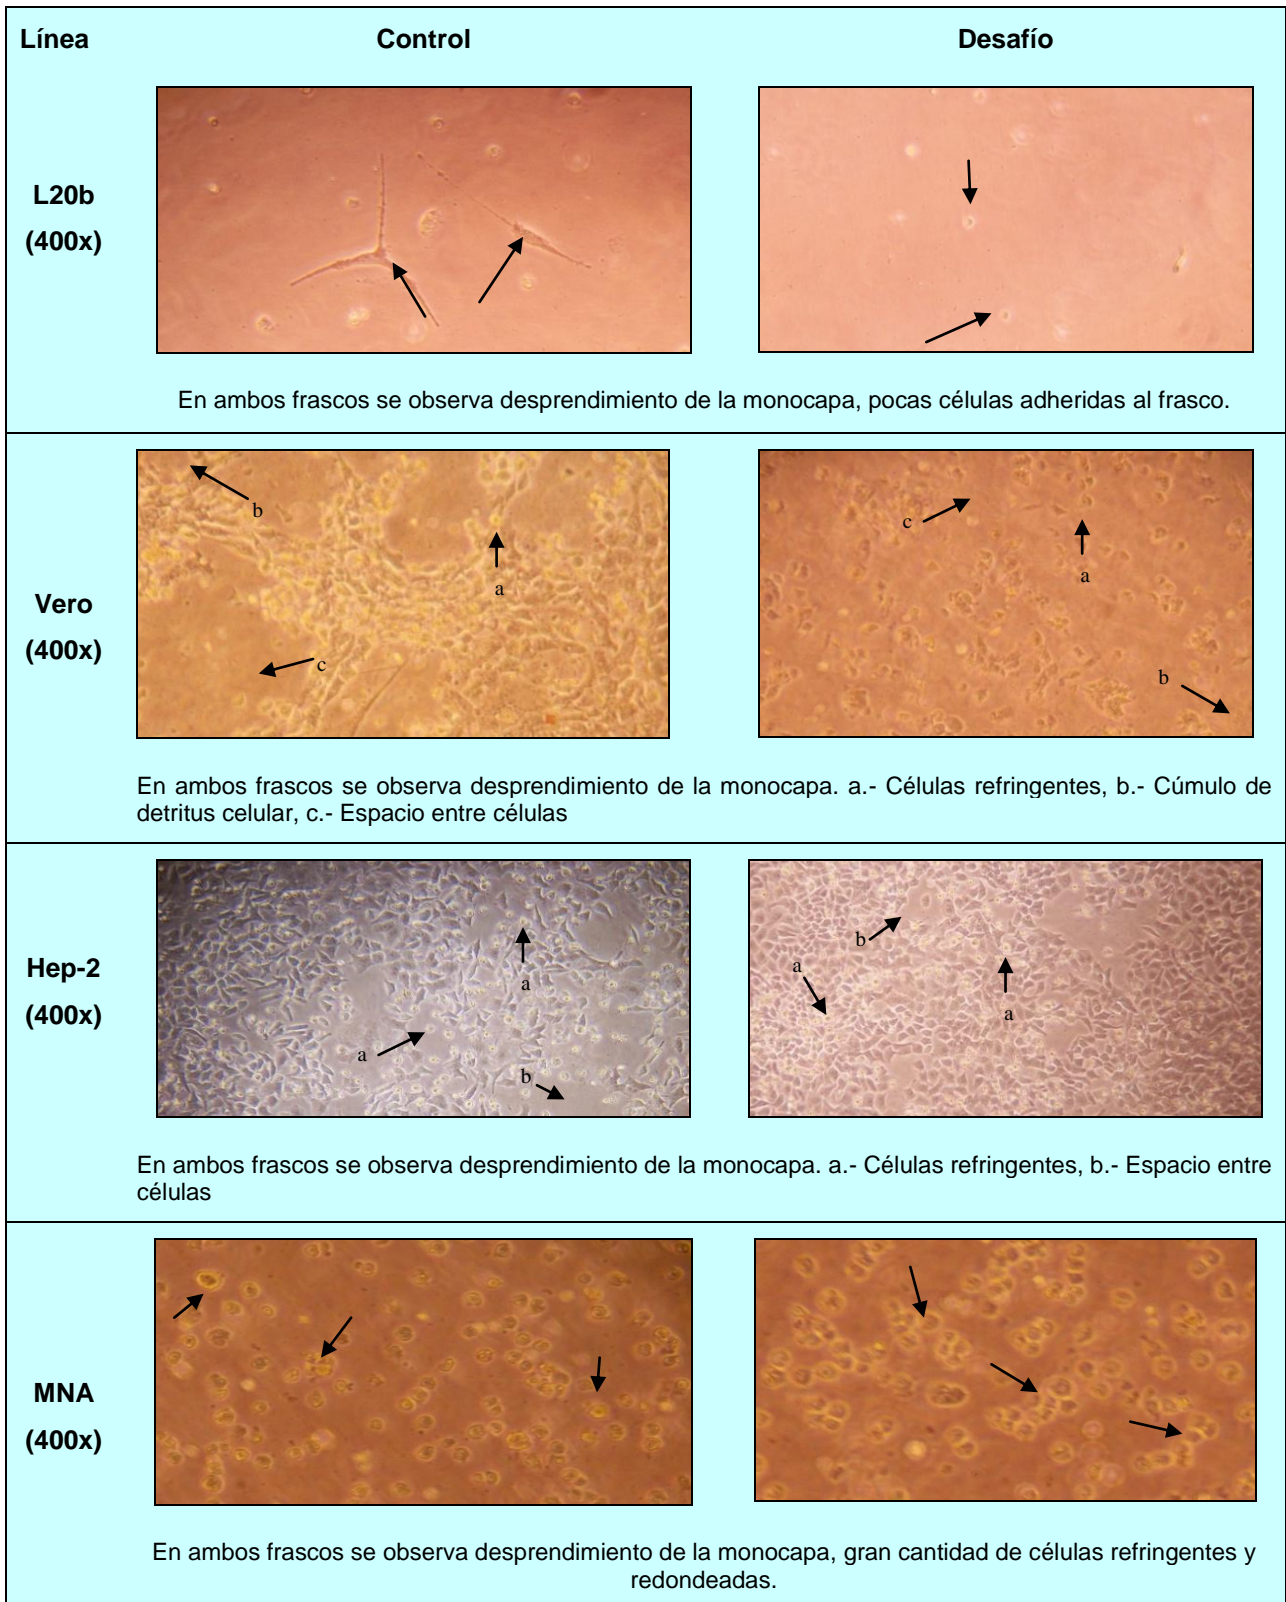 Línea Control Desafío
L20b
(400x)
En ambos frascos se observa desprendimiento de la monocapa, pocas células adheridas al frasco.
b
a
c
c
a
b
Vero
(400x)
En ambos frascos se observa desprendimiento de la monocapa. a.- Células refringentes, b.- Cúmulo de
detritus celular, c.- Espacio entre células
a
a
b
b
a
a
Hep-2
(400x)
En ambos frascos se observa desprendimiento de la monocapa. a.- Células refringentes, b.- Espacio entre
células
MNA
(400x)
En ambos frascos se observa desprendimiento de la monocapa, gran cantidad de células refringentes y
redondeadas.